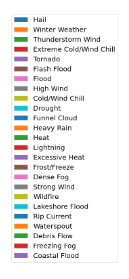 Hail
Winter Weather
Thunderstorm Wind
Extreme Cold/Wind Chill
Tornado
Flash Flood
Flood
High Wind
Cold/Wind Chill
Drought
Funnel Cloud
Heavy Rain
Heat
Lightning
Excessive Heat
Frost/Freeze
Dense Fog
Strong Wind
Wildfire
Lakeshore Flood
Rip Current
Waterspout
Debris Flow
Freezing Fog
Coastal Flood